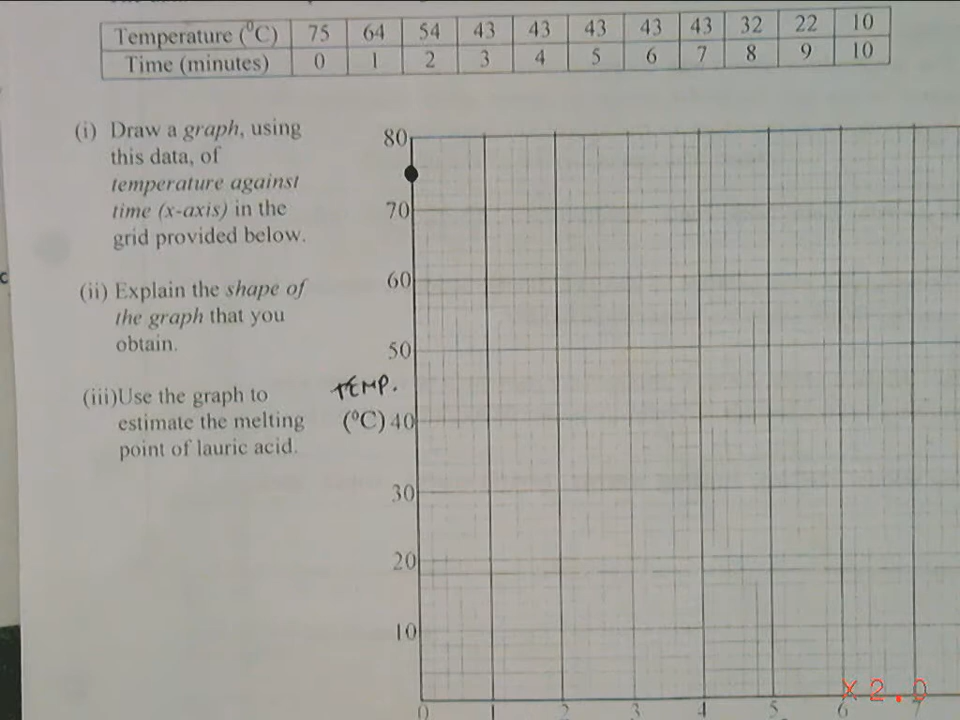 Temperature (⁰C) 75 64 54 43 43 43 43 43 32 22 10
Time (minutes) 0 1 2 3 4 5 6 7 8 9 10
(i) Draw a graph, using
this data, of
temperature against
time (x-axis) in the
grid provided below.
(ii) Explain the shape of
the graph that you
obtain.
(iii)Use the graph to
estimate the melting
point of lauric acid.
TEMP.
(⁰C)
80
70
60
50
40
30
20
10
0 1 2 3 4 5 6 7
X2.0